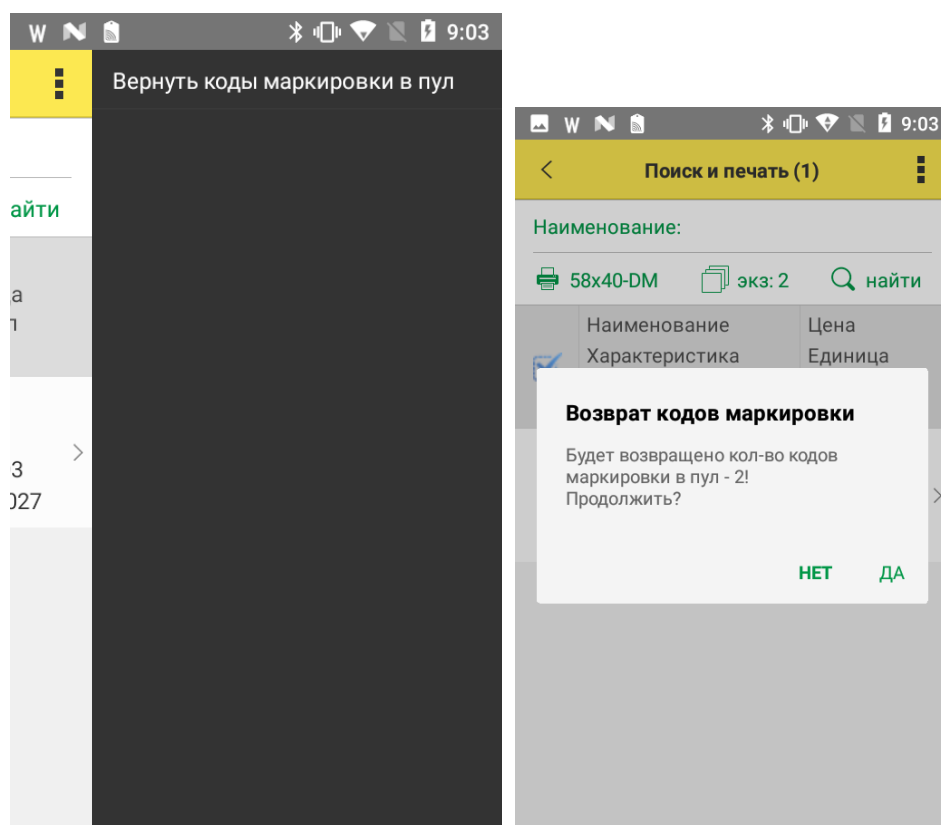 9:03
Вернуть коды маркировки в пул
айти
а
л
3
027
9:03
Поиск и печать (1)
Наименование:
58x40-DM
экз: 2
найти
Наименование
Цена
Характеристика
Единица
Возврат кодов маркировки
Будет возвращено кол-во кодов
маркировки в пул - 2!
Продолжить?
НЕТ
ДА